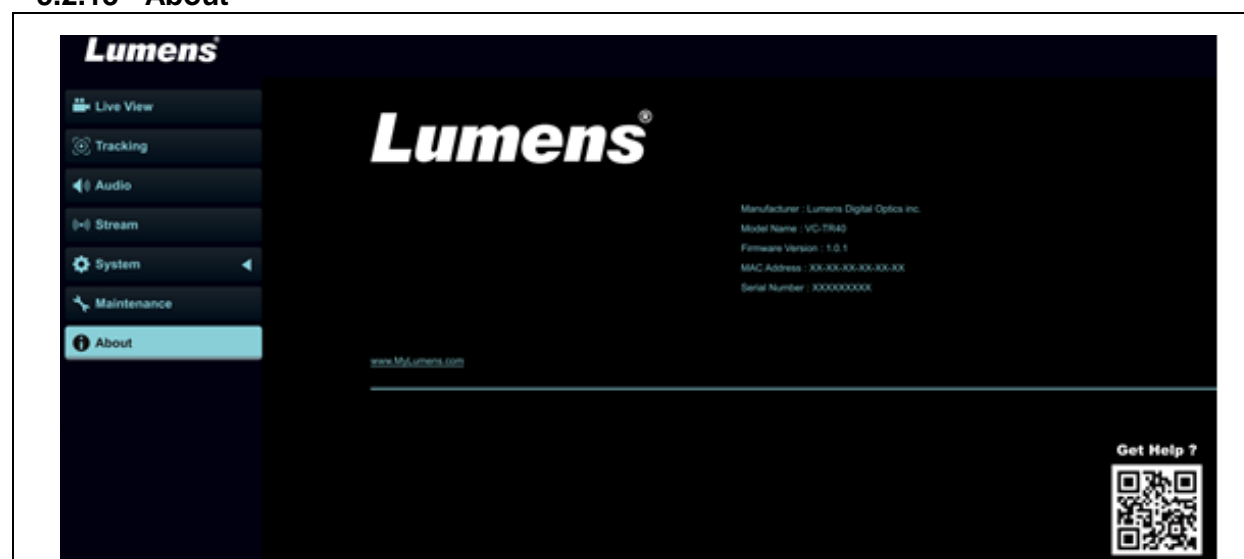 About
Lumens
Live View
Tracking
Audio
Stream
System
Maintenance
About
Lumens®
Manufacturer : Lumens Digital Optics inc.
Model Name : VC-TR40
Firmware Version : 1.0.1
MAC Address : XX-XX-XX-XX-XX-XX
Serial Number : XXXXXXXXX
www.MyLumens.com
Get Help ?